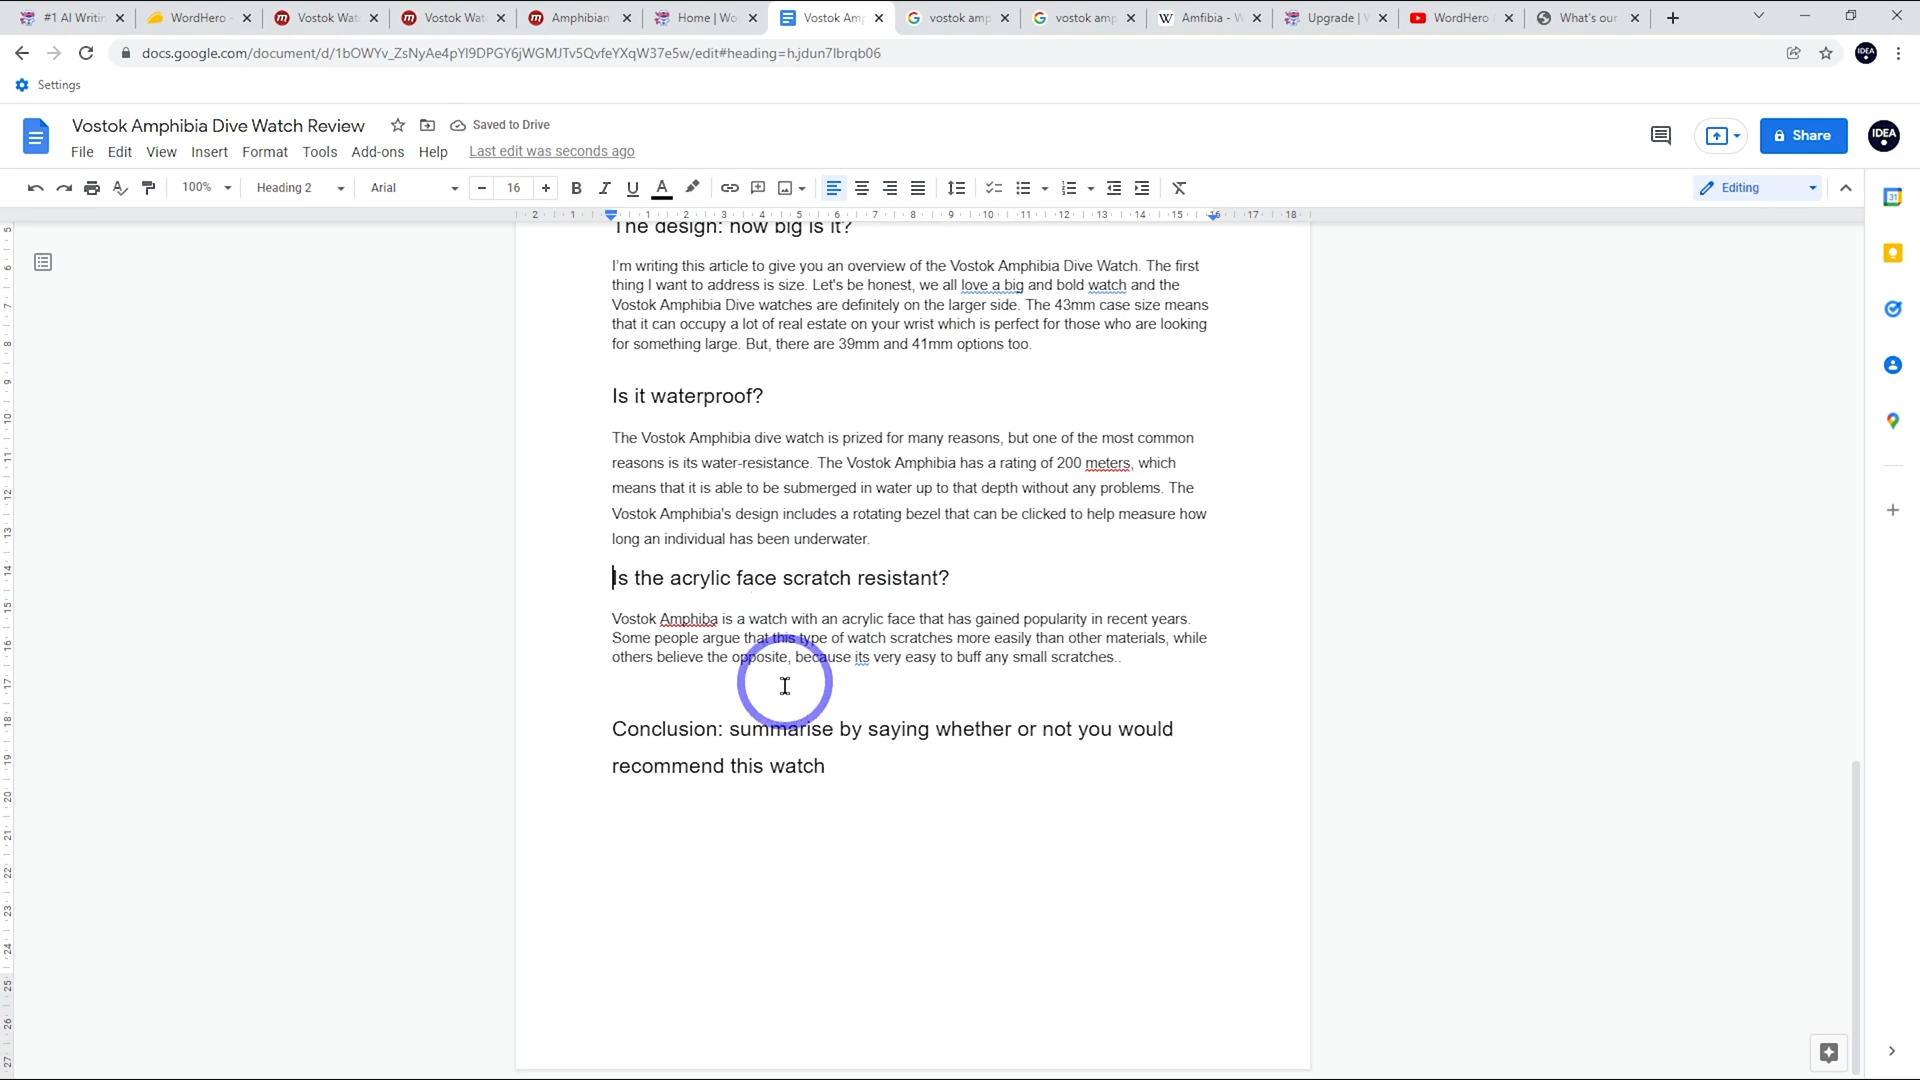 #1 AI Writin
WordHero -
Vostok Wat
Vostok Wat
Amphibian
Home | Wo
Vostok Amp
vostok amp
vostok amp
Amfibia - W
Upgrade | V
WordHero
What's our
docs.google.com/document/d/1bOWYv_ZsNyAe4pYI9DPGY6jWGMJTv5QvfeYXqW37e5w/edit#heading=h.jdun7lbrqb06
Settings
Vostok Amphibia Dive Watch Review
Saved to Drive
File Edit View Insert Format Tools Add-ons Help Last edit was seconds ago
Share
IDEA
100% Heading 2 Arial 16 Editing
The design: how big is it?
I'm writing this article to give you an overview of the Vostok Amphibia Dive Watch. The first
thing I want to address is size. Let's be honest, we all love a big and bold watch and the
Vostok Amphibia Dive watches are definitely on the larger side. The 43mm case size means
that it can occupy a lot of real estate on your wrist which is perfect for those who are looking
for something large. But, there are 39mm and 41mm options too.
Is it waterproof?
The Vostok Amphibia dive watch is prized for many reasons, but one of the most common
reasons is its water-resistance. The Vostok Amphibia has a rating of 200 meters, which
means that it is able to be submerged in water up to that depth without any problems. The
Vostok Amphibia's design includes a rotating bezel that can be clicked to help measure how
long an individual has been underwater.
Is the acrylic face scratch resistant?
Vostok Amphiba is a watch with an acrylic face that has gained popularity in recent years.
Some people argue that this type of watch scratches more easily than other materials, while
others believe the opposite, because its very easy to buff any small scratches..
Conclusion: summarise by saying whether or not you would
recommend this watch